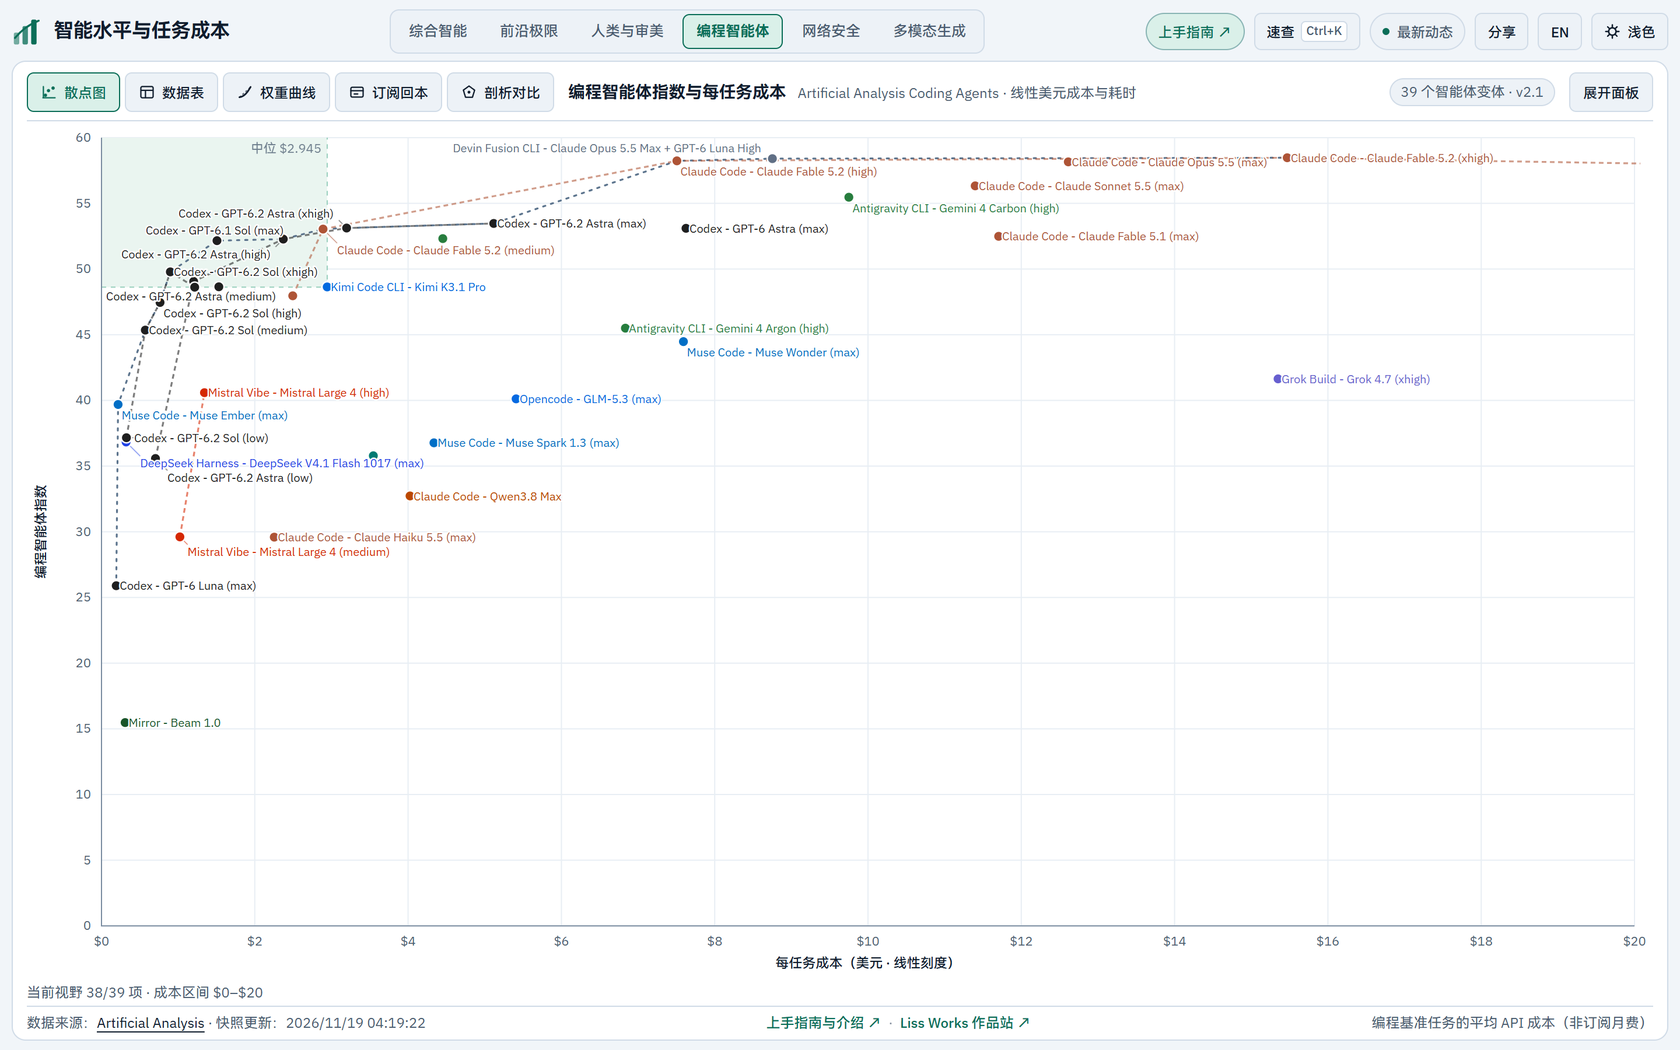 智能水平与任务成本
综合智能 前沿极限 人类与审美 编程智能体 网络安全 多模态生成
上手指南 ↗ 速查 Ctrl+K 最新动态 分享 EN 浅色
散点图 数据表 权重曲线 订阅回本 剖析对比
编程智能体指数与每任务成本 Artificial Analysis Coding Agents · 线性美元成本与耗时
39 个智能体变体 · v2.1 展开面板
60
中位 $2.945
Devin Fusion CLI - Claude Opus 5.5 Max + GPT-6 Luna High
Claude Code - Claude Fable 5.2 (high)
Claude Code - Claude Opus 5.5 (max)
Claude Code - Claude Fable 5.2 (xhigh)
Claude Code - Claude Sonnet 5.5 (max)
55
Antigravity CLI - Gemini 4 Carbon (high)
Codex - GPT-6.2 Astra (xhigh)
Codex - GPT-6.2 Astra (max)
Codex - GPT-6 Astra (max)
Codex - GPT-6.1 Sol (max)
Claude Code - Claude Fable 5.1 (max)
Claude Code - Claude Fable 5.2 (medium)
Codex - GPT-6.2 Astra (high)
50
Codex - GPT-6.2 Sol (xhigh)
Kimi Code CLI - Kimi K3.1 Pro
Codex - GPT-6.2 Astra (medium)
Codex - GPT-6.2 Sol (high)
Codex - GPT-6.2 Sol (medium)
Antigravity CLI - Gemini 4 Argon (high)
45
Muse Code - Muse Wonder (max)
Grok Build - Grok 4.7 (xhigh)
Mistral Vibe - Mistral Large 4 (high)
40
Opencode - GLM-5.3 (max)
Muse Code - Muse Ember (max)
Codex - GPT-6.2 Sol (low)
Muse Code - Muse Spark 1.3 (max)
DeepSeek Harness - DeepSeek V4.1 Flash 1017 (max)
35
Codex - GPT-6.2 Astra (low)
Claude Code - Qwen3.8 Max
30
Claude Code - Claude Haiku 5.5 (max)
Mistral Vibe - Mistral Large 4 (medium)
Codex - GPT-6 Luna (max)
25
20
15
Mirror - Beam 1.0
10
5
0
编程智能体指数
$0 $2 $4 $6 $8 $10 $12 $14 $16 $18 $20
每任务成本（美元 · 线性刻度）
当前视野 38/39 项 · 成本区间 $0–$20
数据来源： Artificial Analysis · 快照更新： 2026/11/19 04:19:22
上手指南与介绍 ↗ · Liss Works 作品站 ↗
编程基准任务的平均 API 成本（非订阅月费）